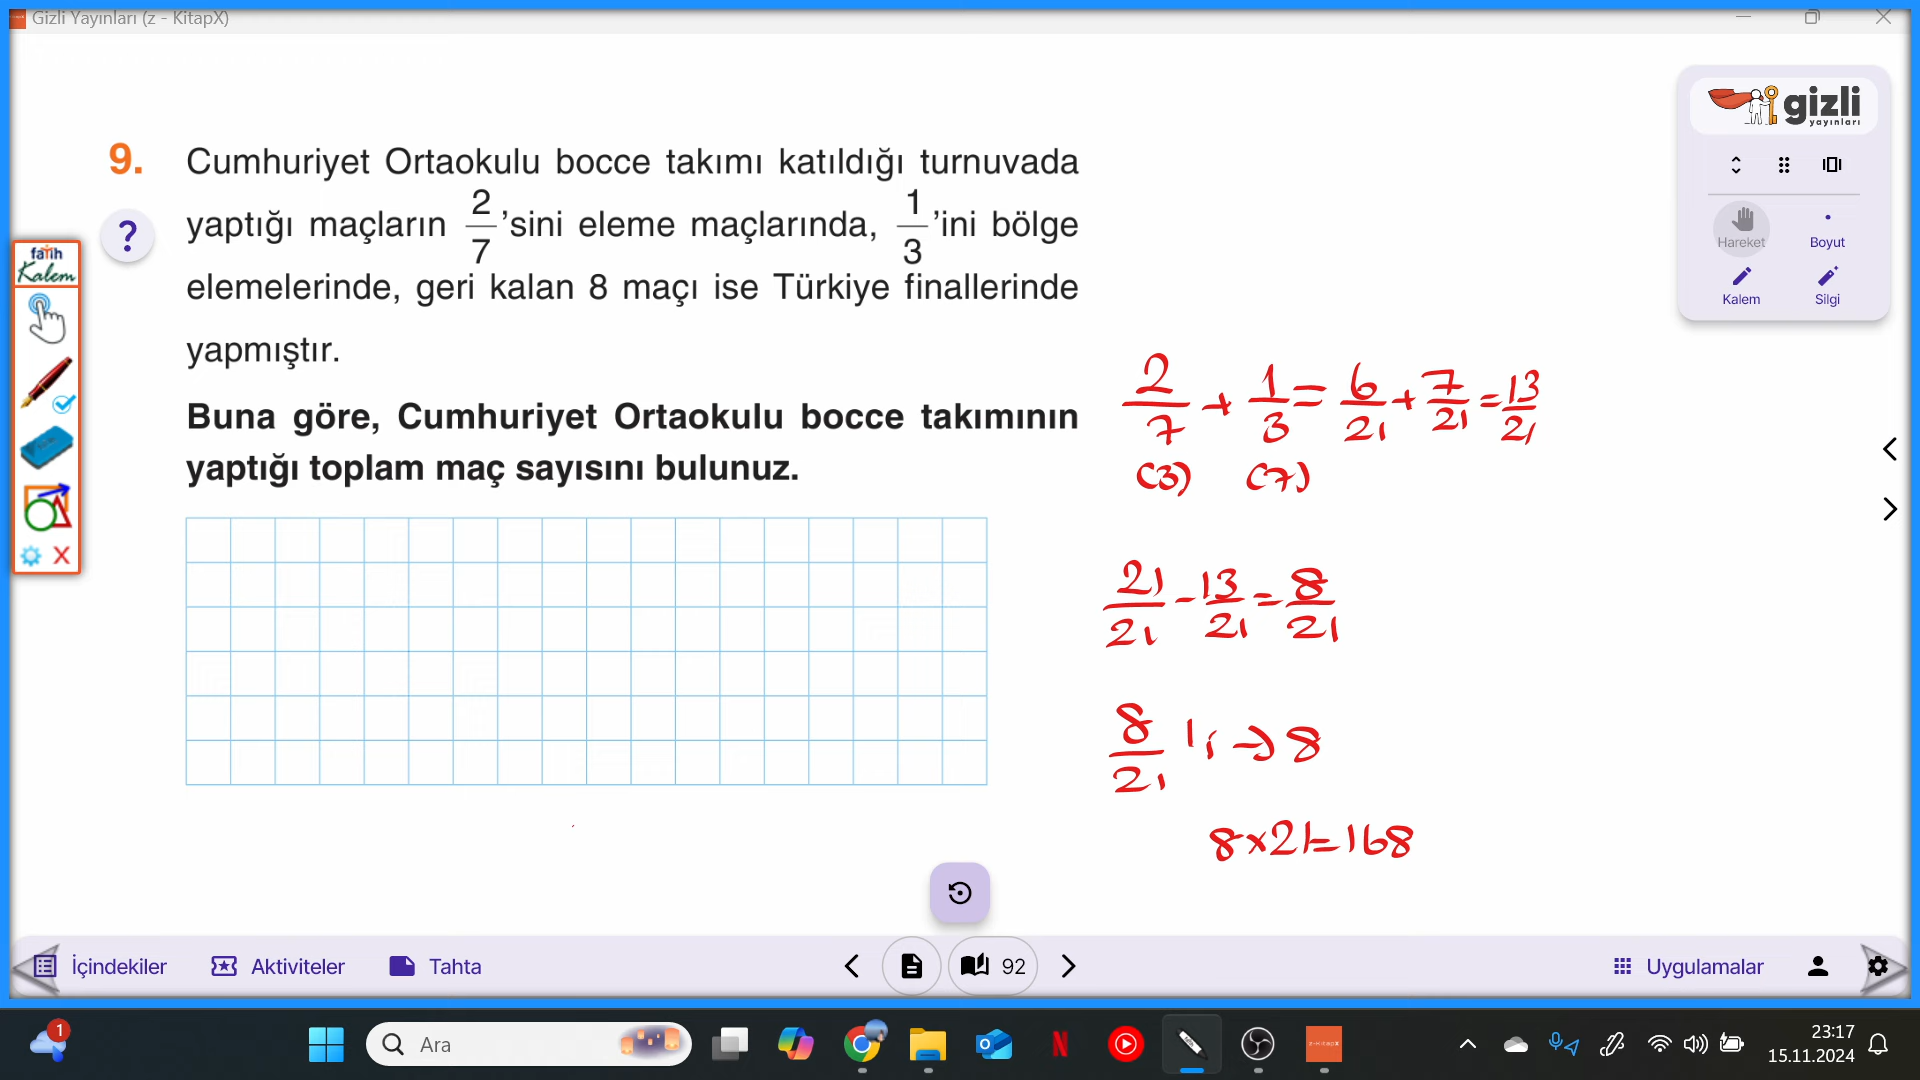 Gizli Yayınları (z - KitapX)
gizli
yayınları
9. Cumhuriyet Ortaokulu bocce takımı katıldığı turnuvada
yaptığı maçların 2/7 'sini eleme maçlarında, 1/3 'ini bölge
elemelerinde, geri kalan 8 maçı ise Türkiye finallerinde
yapmıştır.
Buna göre, Cumhuriyet Ortaokulu bocce takımının
yaptığı toplam maç sayısını bulunuz.
?
fatih
Kalem
Hareket
Boyut
Kalem
Silgi
2/7 + 1/3 = 6/21 + 7/21 = 13/21
(3) (7)
21/21 - 13/21 = 8/21
8/21 'i → 8
8x21=168
İçindekiler
Aktiviteler
Tahta
92
Uygulamalar
1
Ara
23:17
15.11.2024